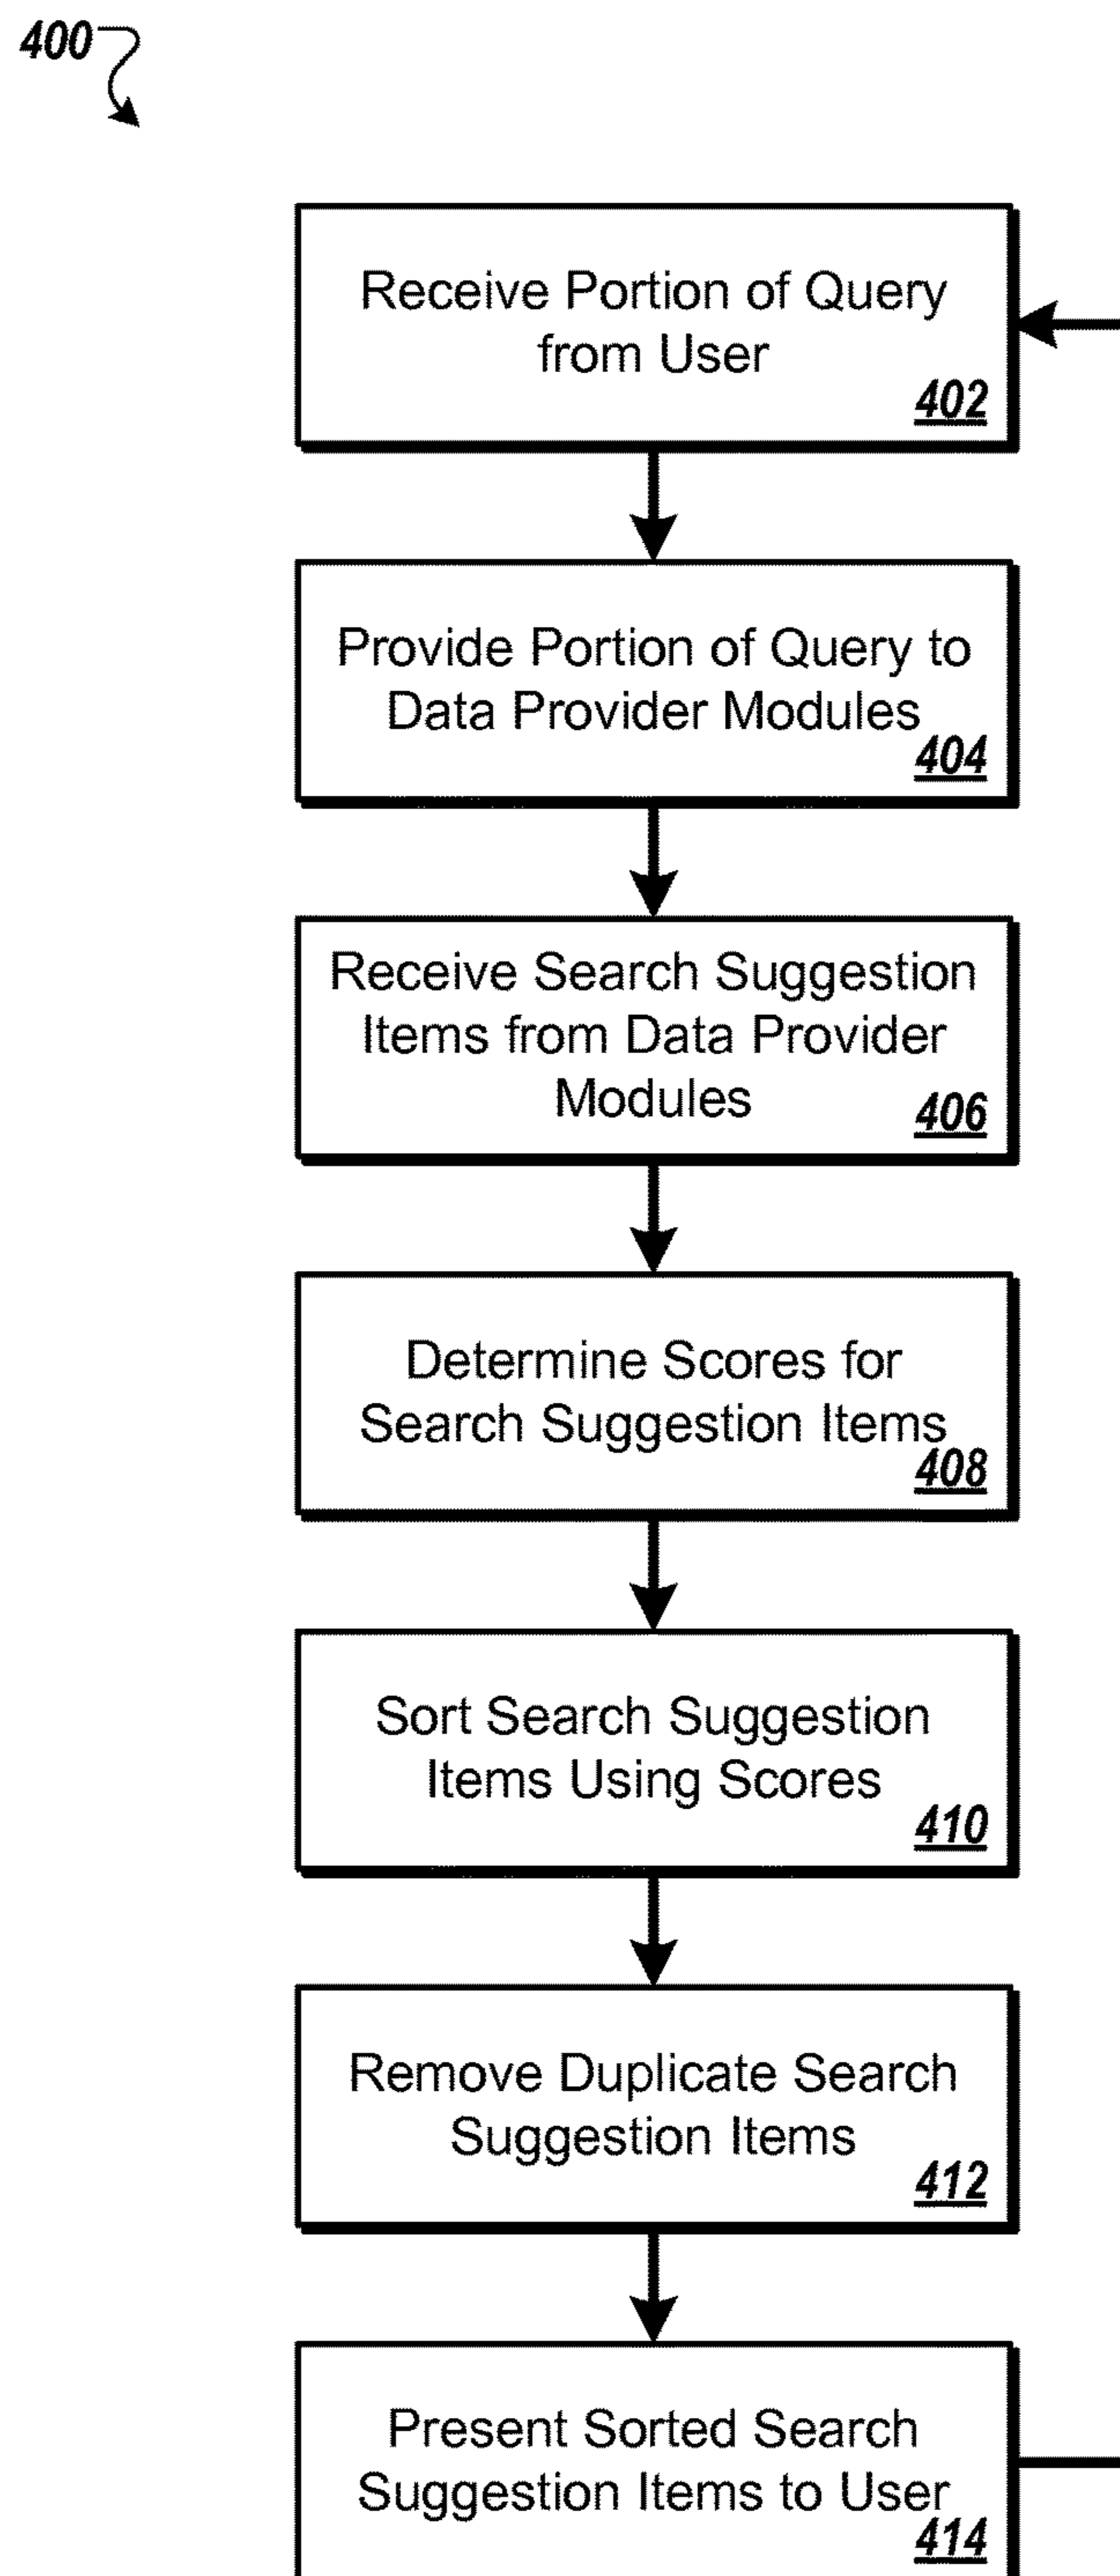 400
Receive Portion of Query
from User
402
Provide Portion of Query to
Data Provider Modules
404
Receive Search Suggestion
Items from Data Provider
Modules
406
Determine Scores for
Search Suggestion Items
408
Sort Search Suggestion
Items Using Scores
410
Remove Duplicate Search
Suggestion Items
412
Present Sorted Search
Suggestion Items to User
414